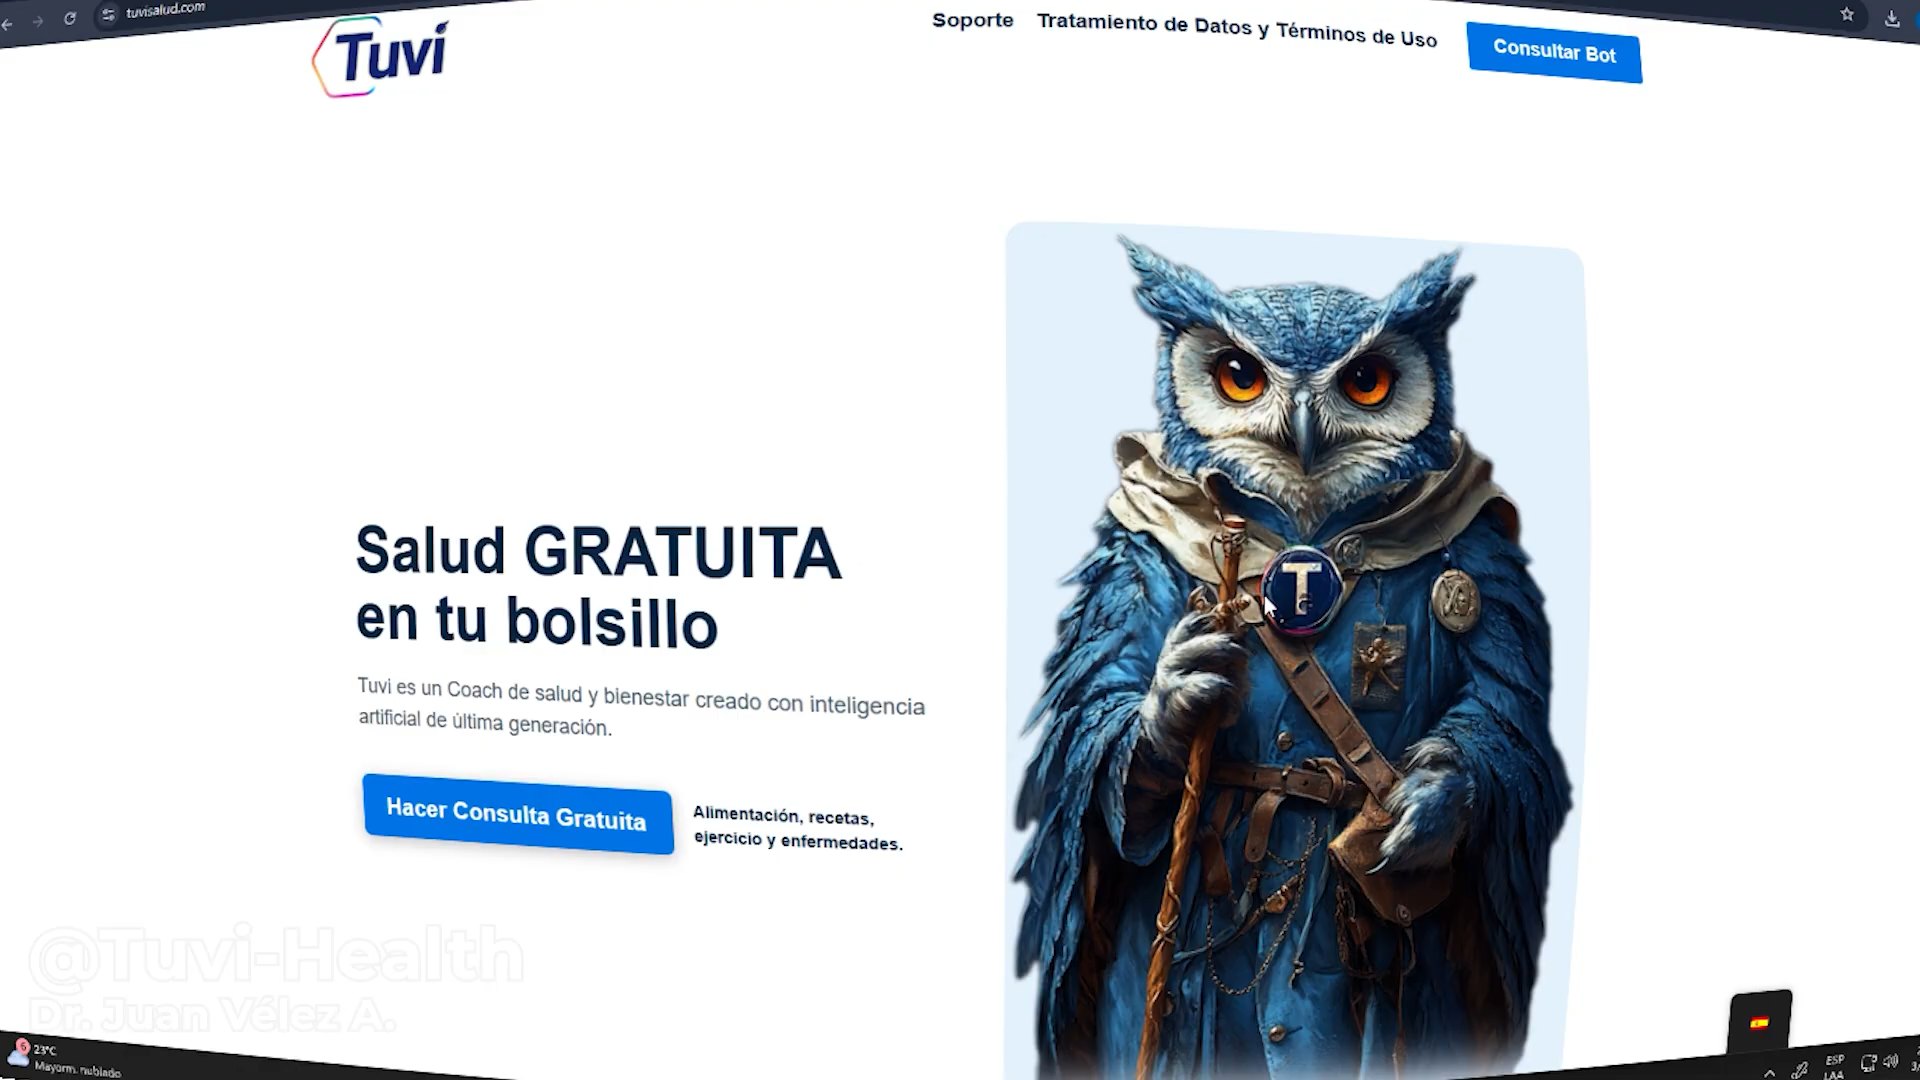 tuvisalud.com
Tuvi
Soporte
Tratamiento de Datos y Términos de Uso
Consultar Bot
Salud GRATUITA
en tu bolsillo
Tuvi es un Coach de salud y bienestar creado con inteligencia
artificial de última generación.
Hacer Consulta Gratuita
Alimentación, recetas,
ejercicio y enfermedades.
T
@Tuvi-Health
Dr. Juan Vélez A.
6
23°C
Mayorm. nublado
ESP
LAA